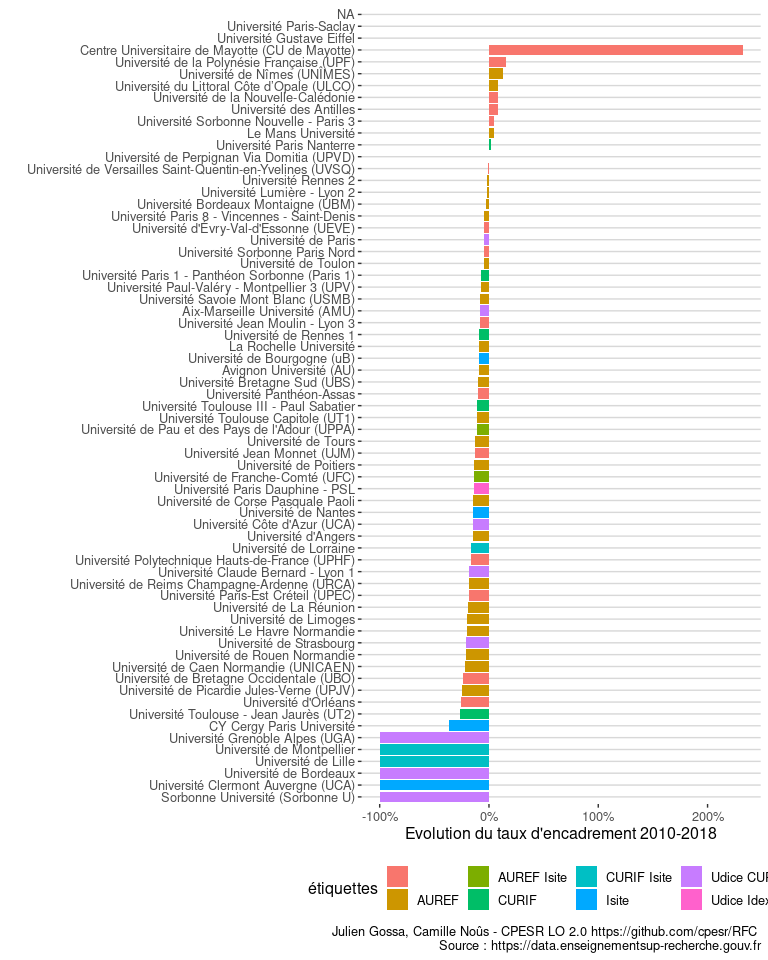 NA
Université Paris-Saclay
Université Gustave Eiffel
Centre Universitaire de Mayotte (CU de Mayotte)
Université de la Polynésie Française (UPF)
Université de Nîmes (UNIMES)
Université du Littoral Côte d'Opale (ULCO)
Université de la Nouvelle-Calédonie
Université des Antilles
Université Sorbonne Nouvelle - Paris 3
Le Mans Université
Université Paris Nanterre
Université de Perpignan Via Domitia (UPVD)
Université de Versailles Saint-Quentin-en-Yvelines (UVSQ)
Université Rennes 2
Université Lumière - Lyon 2
Université Bordeaux Montaigne (UBM)
Université Paris 8 - Vincennes - Saint-Denis
Université d'Évry-Val-d'Essonne (UEVE)
Université de Paris
Université Sorbonne Paris Nord
Université de Toulon
Université Paris 1 - Panthéon Sorbonne (Paris 1)
Université Paul-Valéry - Montpellier 3 (UPV)
Université Savoie Mont Blanc (USMB)
Aix-Marseille Université (AMU)
Université Jean Moulin - Lyon 3
Université de Rennes 1
La Rochelle Université
Université de Bourgogne (uB)
Avignon Université (AU)
Université Bretagne Sud (UBS)
Université Panthéon-Assas
Université Toulouse III - Paul Sabatier
Université Toulouse Capitole (UT1)
Université de Pau et des Pays de l'Adour (UPPA)
Université de Tours
Université Jean Monnet (UJM)
Université de Poitiers
Université de Franche-Comté (UFC)
Université Paris Dauphine - PSL
Université de Corse Pasquale Paoli
Université de Nantes
Université Côte d'Azur (UCA)
Université d'Angers
Université de Lorraine
Université Polytechnique Hauts-de-France (UPHF)
Université Claude Bernard - Lyon 1
Université de Reims Champagne-Ardenne (URCA)
Université Paris-Est Créteil (UPEC)
Université de La Réunion
Université de Limoges
Université Le Havre Normandie
Université de Strasbourg
Université de Rouen Normandie
Université de Caen Normandie (UNICAEN)
Université de Bretagne Occidentale (UBO)
Université de Picardie Jules-Verne (UPJV)
Université d'Orléans
Université Toulouse - Jean Jaurès (UT2)
CY Cergy Paris Université
Université Grenoble Alpes (UGA)
Université de Montpellier
Université de Lille
Université de Bordeaux
Université Clermont Auvergne (UCA)
Sorbonne Université (Sorbonne U)
-100% 0% 100% 200%
Evolution du taux d'encadrement 2010-2018
étiquettes
AUREF Isite CURIF Isite Udice CUR
AUREF CURIF Isite Udice Idex
Julien Gossa, Camille Noûs - CPESR LO 2.0 https://github.com/cpesr/RFC
Source : https://data.enseignementsup-recherche.gouv.fr